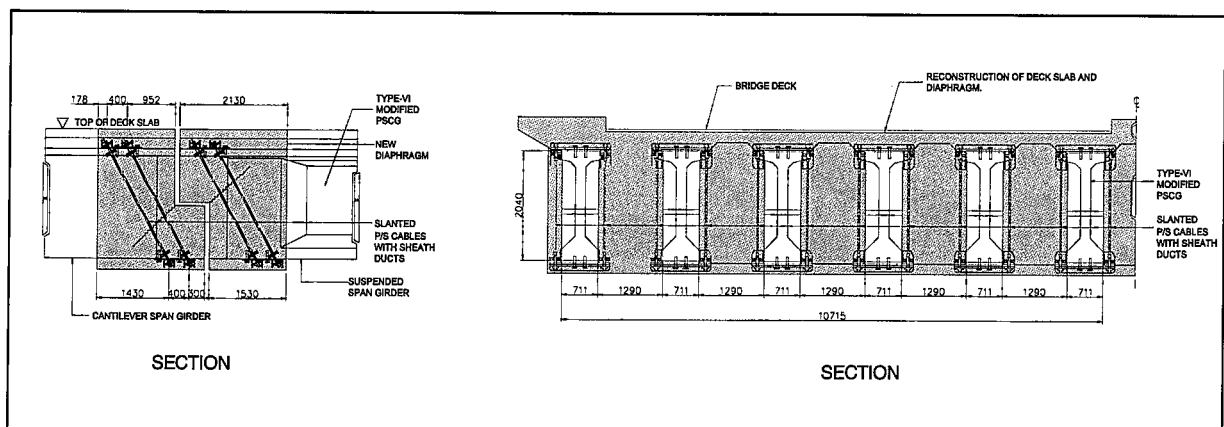 178 400 952 2130
TOP OF DECK SLAB
TYPE-VI
MODIFIED
PSCG
NEW
DIAPHRAGM
SLANTED
P/S CABLES
WITH SHEATH
DUCTS
1430 400 300 1530
SUSPENDED
SPAN GIRDER
CANTILEVER SPAN GIRDER
SECTION
BRIDGE DECK
RECONSTRUCTION OF DECK SLAB AND
DIAPHRAGM.
2040
TYPE-VI
MODIFIED
PSCG
SLANTED
P/S CABLES
WITH SHEATH
DUCTS
711 1290 711 1290 711 1290 711 1290 711 1290 711
10715
SECTION